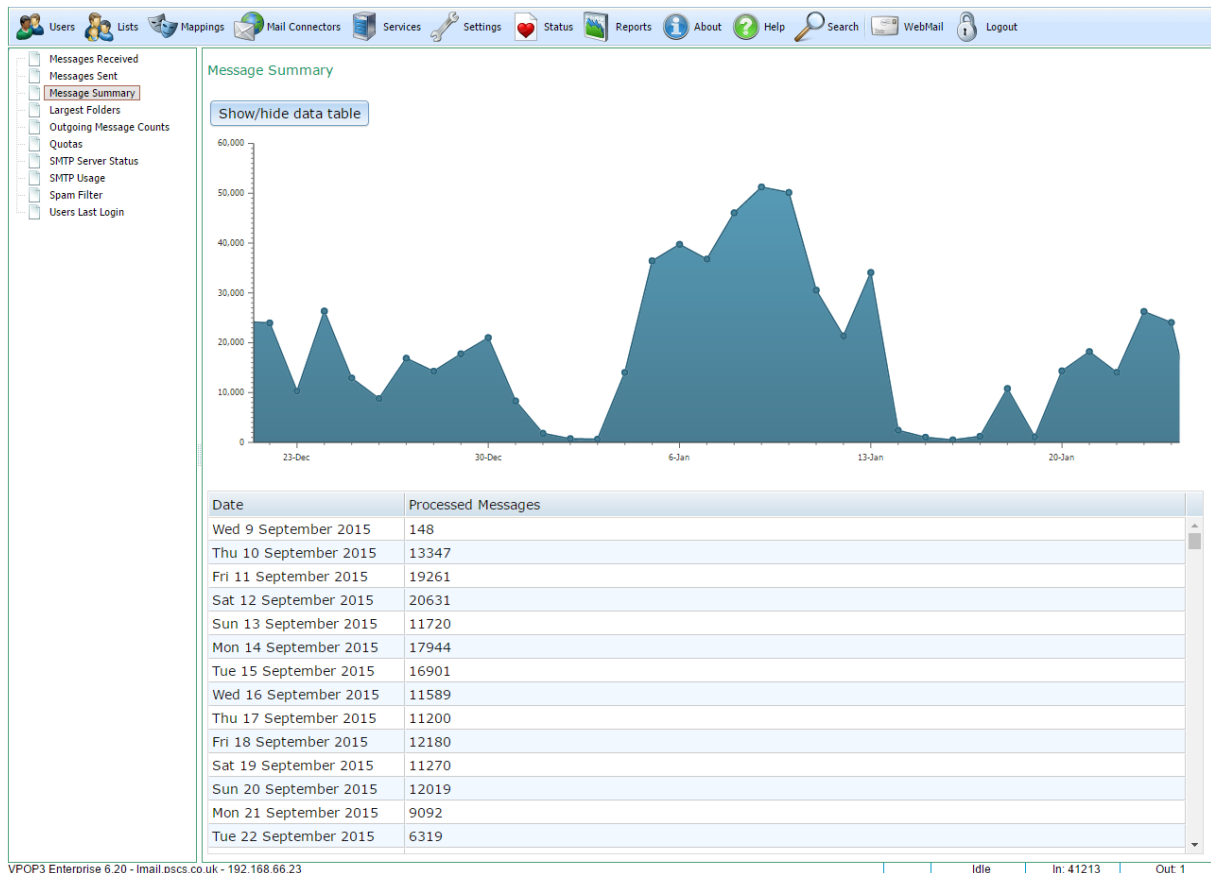 Users Lists Mappings Mail Connectors Services Settings Status Reports About Help Search WebMail Logout
Messages Received
Messages Sent
Message Summary
Largest Folders
Outgoing Message Counts
Quotas
SMTP Server Status
SMTP Usage
Spam Filter
Users Last Login
Message Summary
Show/hide data table
60,000
50,000
40,000
30,000
20,000
10,000
0
23-Dec 30-Dec 6-Jan 13-Jan 20-Jan
Date Processed Messages
Wed 9 September 2015 148
Thu 10 September 2015 13347
Fri 11 September 2015 19261
Sat 12 September 2015 20631
Sun 13 September 2015 11720
Mon 14 September 2015 17944
Tue 15 September 2015 16901
Wed 16 September 2015 11589
Thu 17 September 2015 11200
Fri 18 September 2015 12180
Sat 19 September 2015 11270
Sun 20 September 2015 12019
Mon 21 September 2015 9092
Tue 22 September 2015 6319
VPOP3 Enterprise 6.20 - lmail.pscs.co.uk - 192.168.66.23 Idle In: 41213 Out: 1